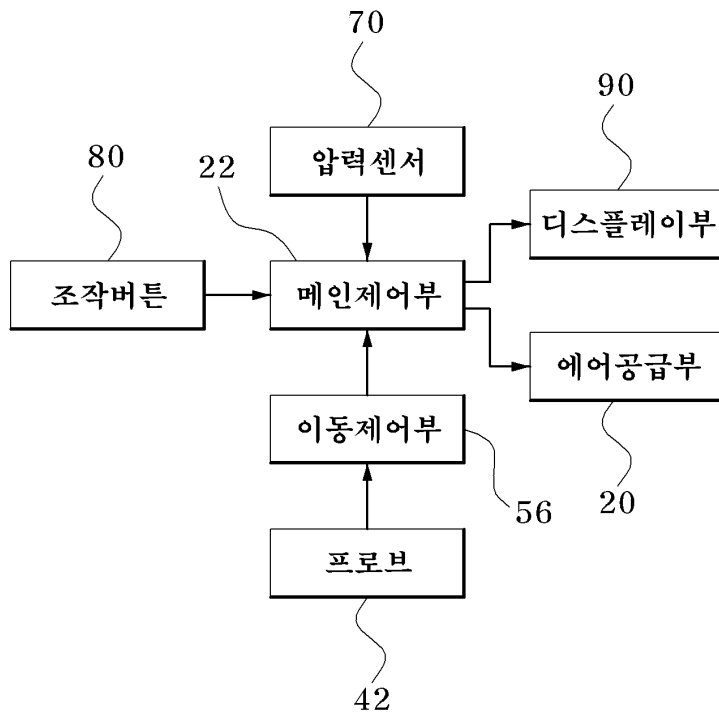 70
압력센서
90
디스플레이부
80
조작버튼
22
메인제어부
에어공급부
20
이동제어부
56
프로브
42